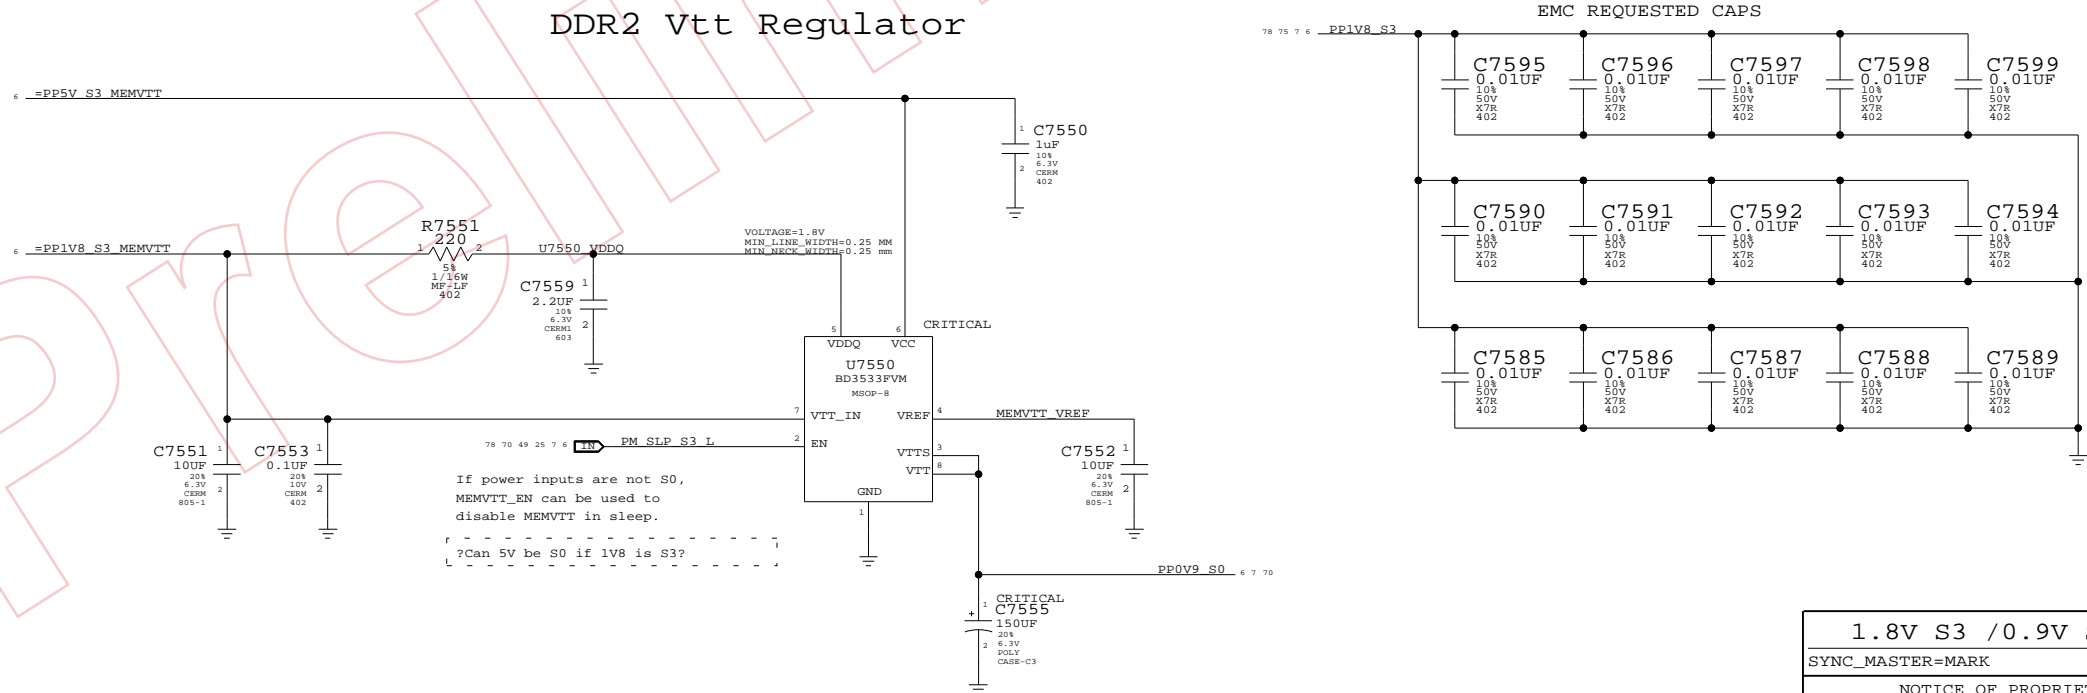 DDR2 Vtt Regulator
6 =PP5V_S3_MEMVTT
1 C7550
1uF
10%
6.3V
2 CERM
402
R7551
220
6 =PP1V8_S3_MEMVTT
1 2
5%
1/16W
MF-LF
402
U7550_VDDQ
VOLTAGE=1.8V
MIN_LINE_WIDTH=0.25 MM
MIN_NECK_WIDTH=0.25 mm
C7559 1
2.2UF
10%
6.3V 2
CERM1
603
5 6 CRITICAL
VDDQ VCC
U7550
BD3533FVM
MSOP-8
7 VTT_IN VREF 4 MEMVTT_VREF
78 70 49 25 7 6 IN PM_SLP_S3_L 2 EN
VTTS 3
VTT 8
GND
1
C7551 1
10UF
20%
6.3V 2
CERM
805-1
C7553 1
0.1UF
20%
10V 2
CERM
402
If power inputs are not S0,
MEMVTT_EN can be used to
disable MEMVTT in sleep.
?Can 5V be S0 if 1V8 is S3?
C7552 1
10UF
20%
6.3V 2
CERM
805-1
PP0V9_S0 6 7 70
1 CRITICAL
+ C7555
150UF
20%
2 6.3V
POLY
CASE-C3
EMC REQUESTED CAPS
78 75 7 6 PP1V8_S3
C7595 C7596 C7597 C7598 C7599
0.01UF 0.01UF 0.01UF 0.01UF 0.01UF
10% 10% 10% 10% 10%
50V 50V 50V 50V 50V
X7R X7R X7R X7R X7R
402 402 402 402 402
C7590 C7591 C7592 C7593 C7594
0.01UF 0.01UF 0.01UF 0.01UF 0.01UF
10% 10% 10% 10% 10%
50V 50V 50V 50V 50V
X7R X7R X7R X7R X7R
402 402 402 402 402
C7585 C7586 C7587 C7588 C7589
0.01UF 0.01UF 0.01UF 0.01UF 0.01UF
10% 10% 10% 10% 10%
50V 50V 50V 50V 50V
X7R X7R X7R X7R X7R
402 402 402 402 402
1.8V S3 /0.9V
SYNC_MASTER=MARK
NOTICE OF